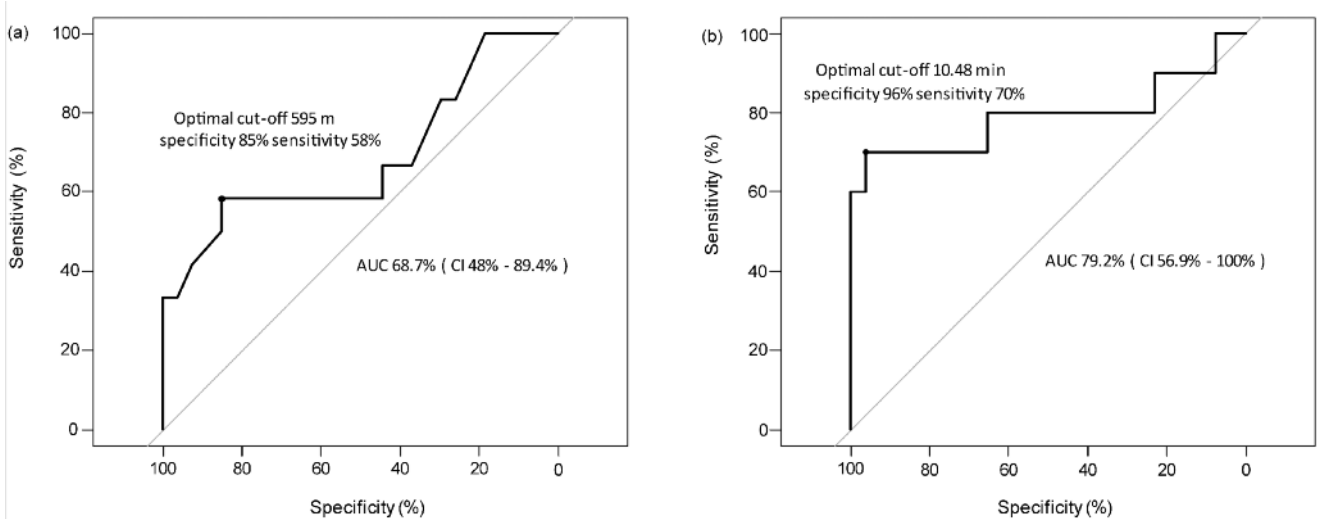 (a)
100
80
60
40
20
0
Sensitivity (%)
Optimal cut-off 595 m
specificity 85% sensitivity 58%
AUC 68.7% ( CI 48% - 89.4% )
100
80
60
40
20
0
Specificity (%)
(b)
100
80
60
40
20
0
Sensitivity (%)
Optimal cut-off 10.48 min
specificity 96% sensitivity 70%
AUC 79.2% ( CI 56.9% - 100% )
100
80
60
40
20
0
Specificity (%)